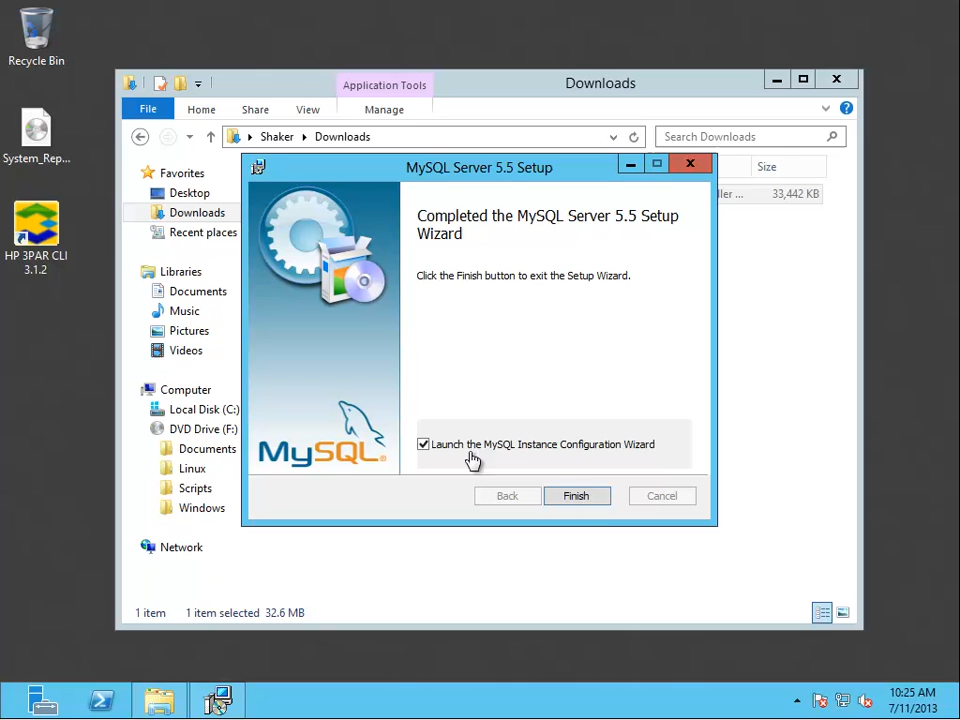 Recycle Bin
System_Rep...
HP 3PAR CLI
3.1.2
Application Tools
Downloads
File
Home
Share
View
Manage
Shaker
Downloads
Search Downloads
Favorites
Desktop
Downloads
Recent places
Libraries
Documents
Music
Pictures
Videos
Computer
Local Disk (C:)
DVD Drive (F:)
Documents
Linux
Scripts
Windows
Network
Size
ller ...
33,442 KB
MySQL Server 5.5 Setup
Completed the MySQL Server 5.5 Setup
Wizard
Click the Finish button to exit the Setup Wizard.
MySQL
Launch the MySQL Instance Configuration Wizard
Back
Finish
Cancel
1 item
1 item selected 32.6 MB
10:25 AM
7/11/2013